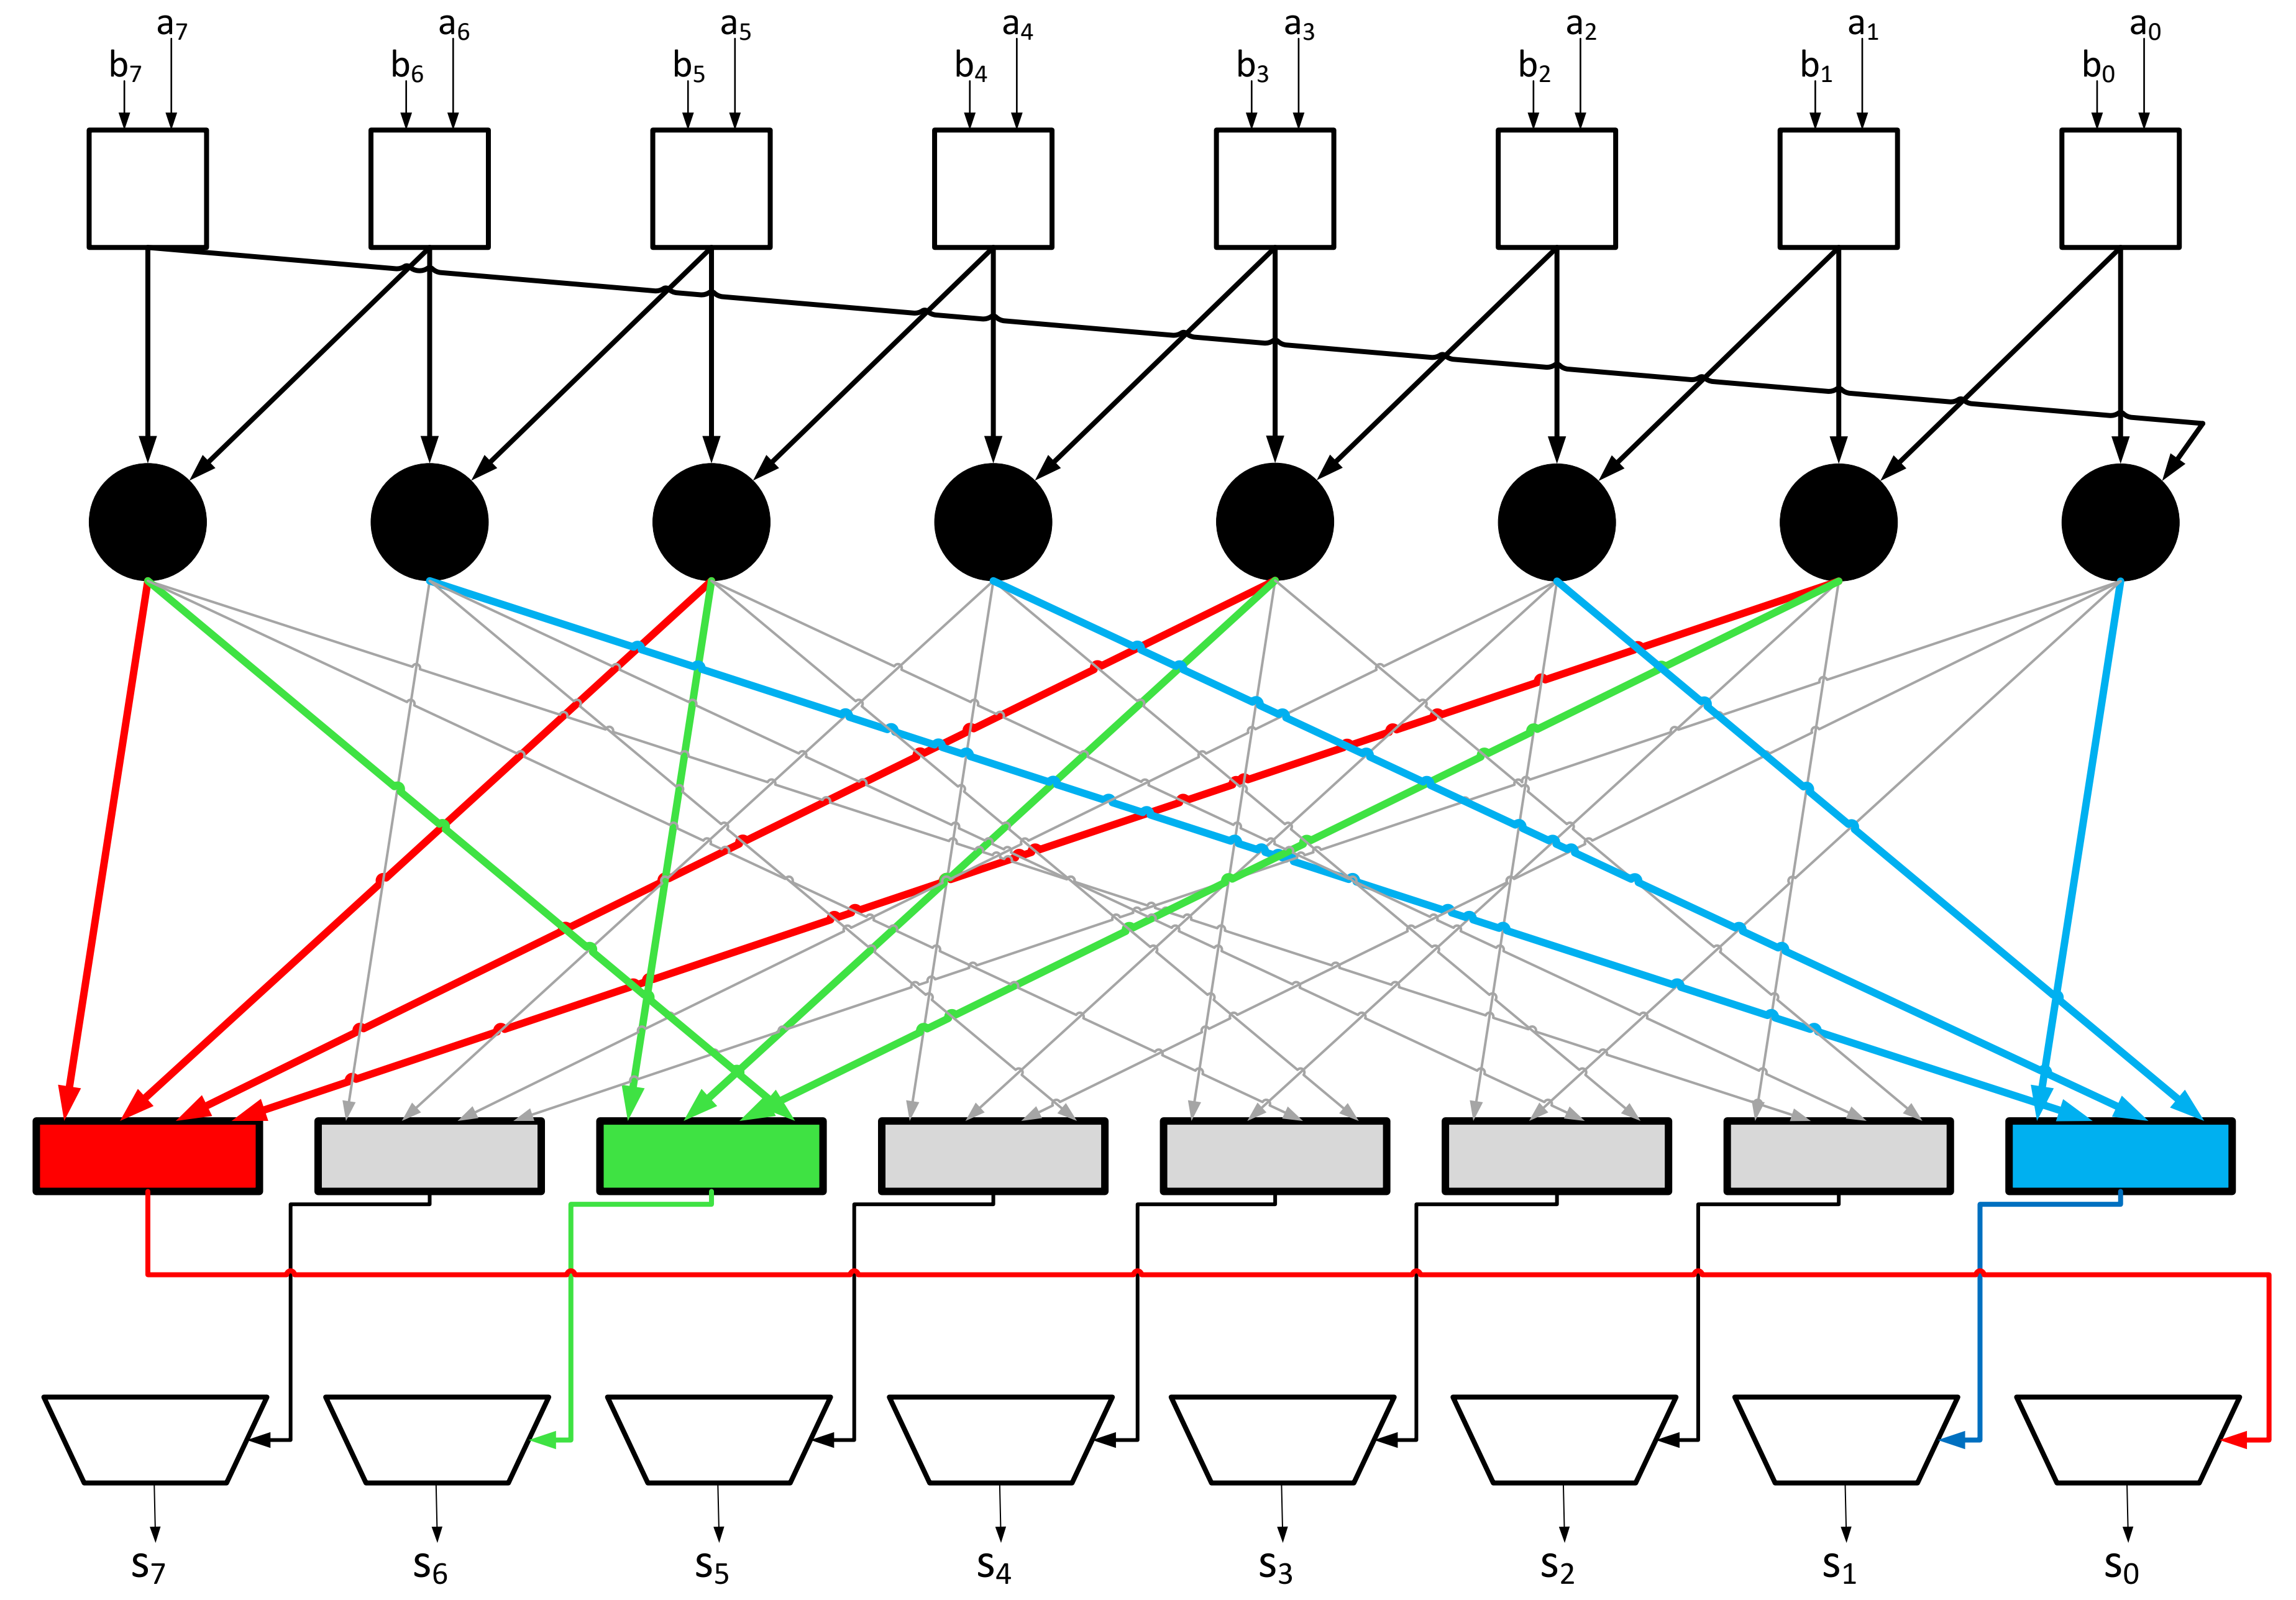 a₇ a₆ a₅ a₄ a₃ a₂ a₁ a₀
b₇ b₆ b₅ b₄ b₃ b₂ b₁ b₀
s₇ s₆ s₅ s₄ s₃ s₂ s₁ s₀